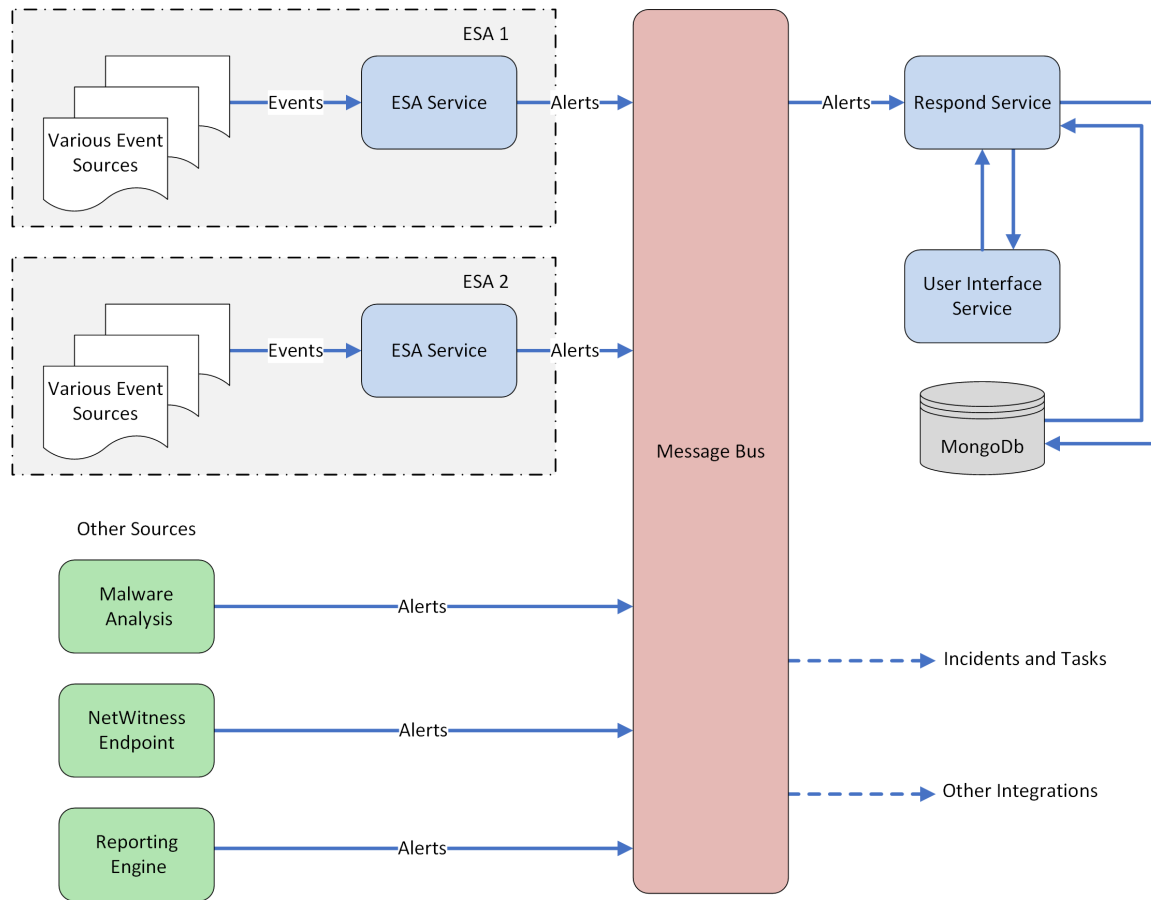 ESA 1
Various Event
Sources
Events
ESA Service
Alerts
ESA 2
Various Event
Sources
Events
ESA Service
Alerts
Other Sources
Malware
Analysis
Alerts
NetWitness
Endpoint
Alerts
Reporting
Engine
Alerts
Message Bus
Alerts
Respond Service
User Interface
Service
MongoDb
Incidents and Tasks
Other Integrations